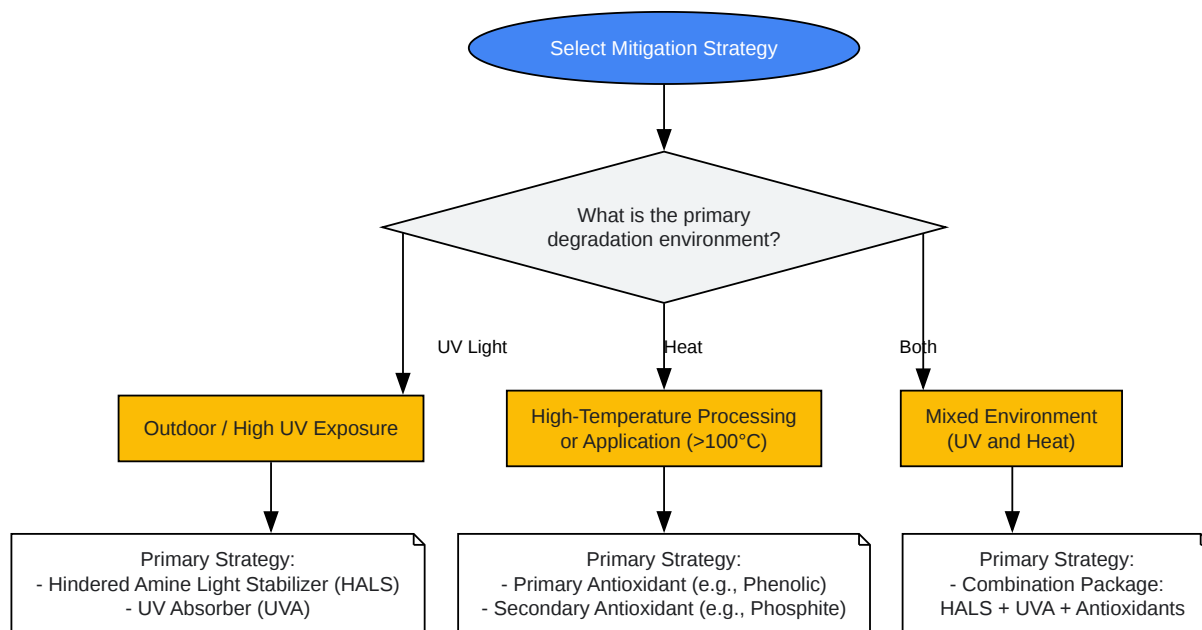 Select Mitigation Strategy
What is the primary
degradation environment?
UV Light
Heat
Both
Outdoor / High UV Exposure
High-Temperature Processing
or Application (>100°C)
Mixed Environment
(UV and Heat)
Primary Strategy:
- Hindered Amine Light Stabilizer (HALS)
- UV Absorber (UVA)
Primary Strategy:
- Primary Antioxidant (e.g., Phenolic)
- Secondary Antioxidant (e.g., Phosphite)
Primary Strategy:
- Combination Package:
HALS + UVA + Antioxidants